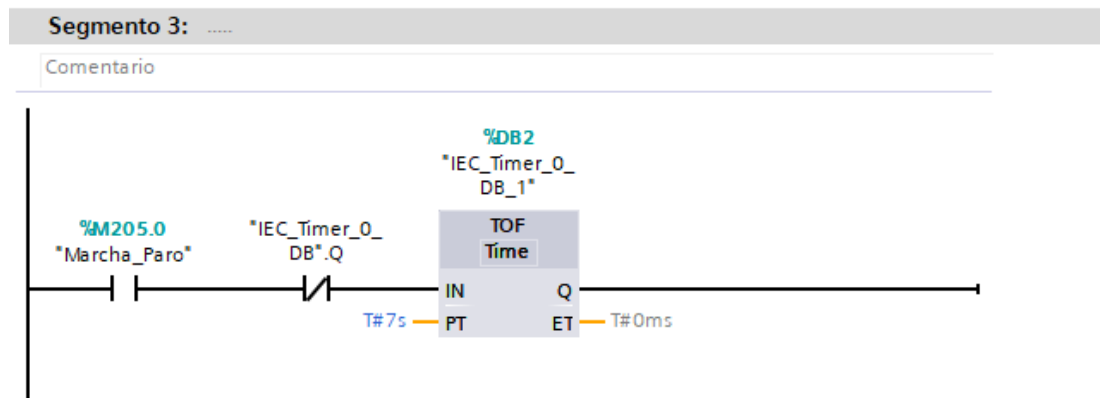 Segmento 3: .....
Comentario
%DB2
"IEC_Timer_0_
DB_1"
%M205.0
"Marcha_Paro"
"IEC_Timer_0_
DB".Q
TOF
Time
IN Q
T#7s PT ET T#0ms